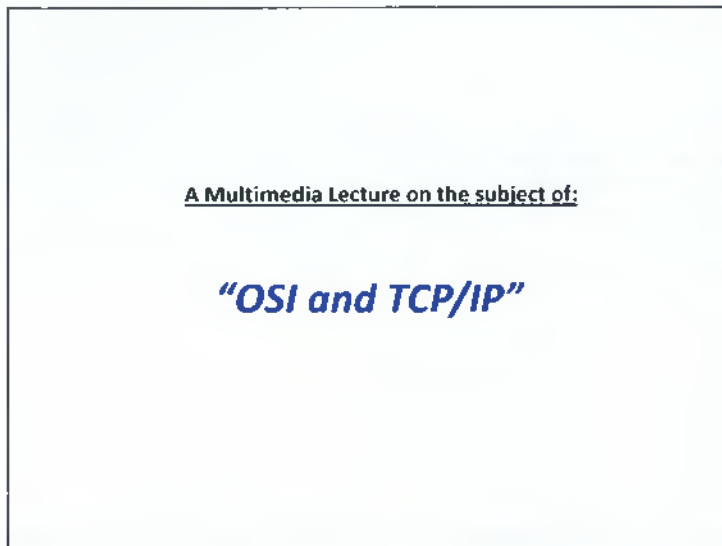 A Multimedia Lecture on the subject of:
“OSI and TCP/IP”